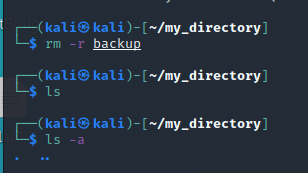 ┌──(kali㉿kali)-[~/my_directory]
└─$ rm -r backup
┌──(kali㉿kali)-[~/my_directory]
└─$ ls
┌──(kali㉿kali)-[~/my_directory]
└─$ ls -a
. ..